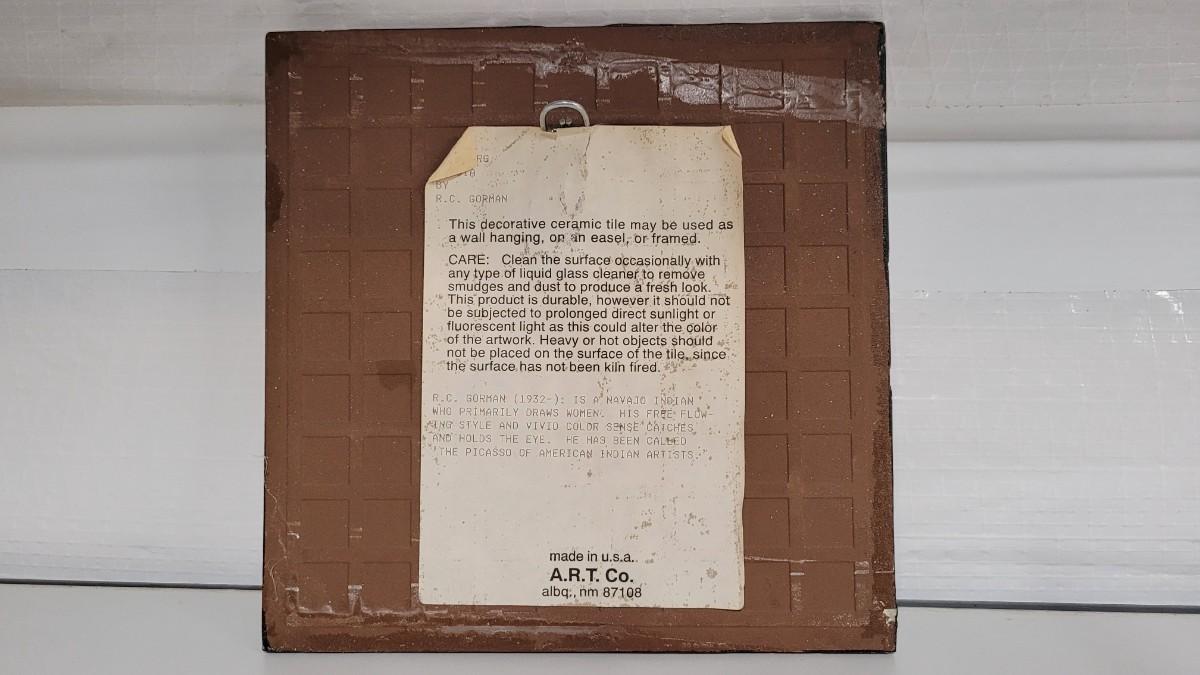 RG
BY
R.C. GORMAN
This decorative ceramic tile may be used as
a wall hanging, on an easel, or framed.
CARE: Clean the surface occasionally with
any type of liquid glass cleaner to remove
smudges and dust to produce a fresh look.
This product is durable, however it should not
be subjected to prolonged direct sunlight or
fluorescent light as this could alter the color
of the artwork. Heavy or hot objects should
not be placed on the surface of the tile, since
the surface has not been kiln fired.
R.C. GORMAN (1932-): IS A NAVAJO INDIAN
WHO PRIMARILY DRAWS WOMEN. HIS FREE FLOW-
ING STYLE AND VIVID COLOR SENSE CATCHES
AND HOLDS THE EYE. HE HAS BEEN CALLED
"THE PICASSO OF AMERICAN INDIAN ARTISTS."
made in u.s.a.
A.R.T. Co.
albq., nm 87108